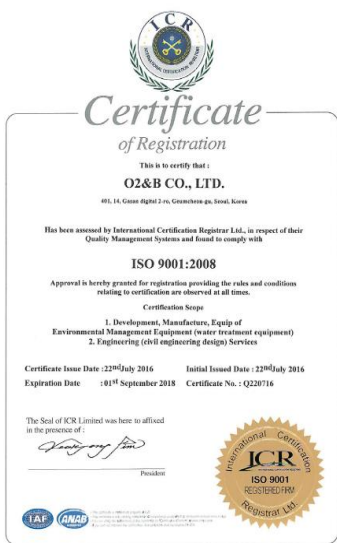 ICR
INTERNATIONAL CERTIFICATION REGISTRAR
Certificate
of Registration
This is to certify that :
O2&B CO., LTD.
401, 14, Gasan digital 2-ro, Geumcheon-gu, Seoul, Korea
Has been assessed by International Certification Registrar Ltd., in respect of their
Quality Management Systems and found to comply with
ISO 9001:2008
Approval is hereby granted for registration providing the rules and conditions
relating to certification are observed at all times.
Certification Scope
1. Development, Manufacture, Equip of
Environmental Management Equipment (water treatment equipment)
2. Engineering (civil engineering design) Services
Certificate Issue Date :22nd July 2016 Initial Issued Date : 22nd July 2016
Expiration Date :01st September 2018 Certificate No. : Q220716
The Seal of ICR Limited was here to affixed
in the presence of :
President
International Certification
ICR
ISO 9001
REGISTERED FIRM
Registrar Ltd.
IAF
ANAB